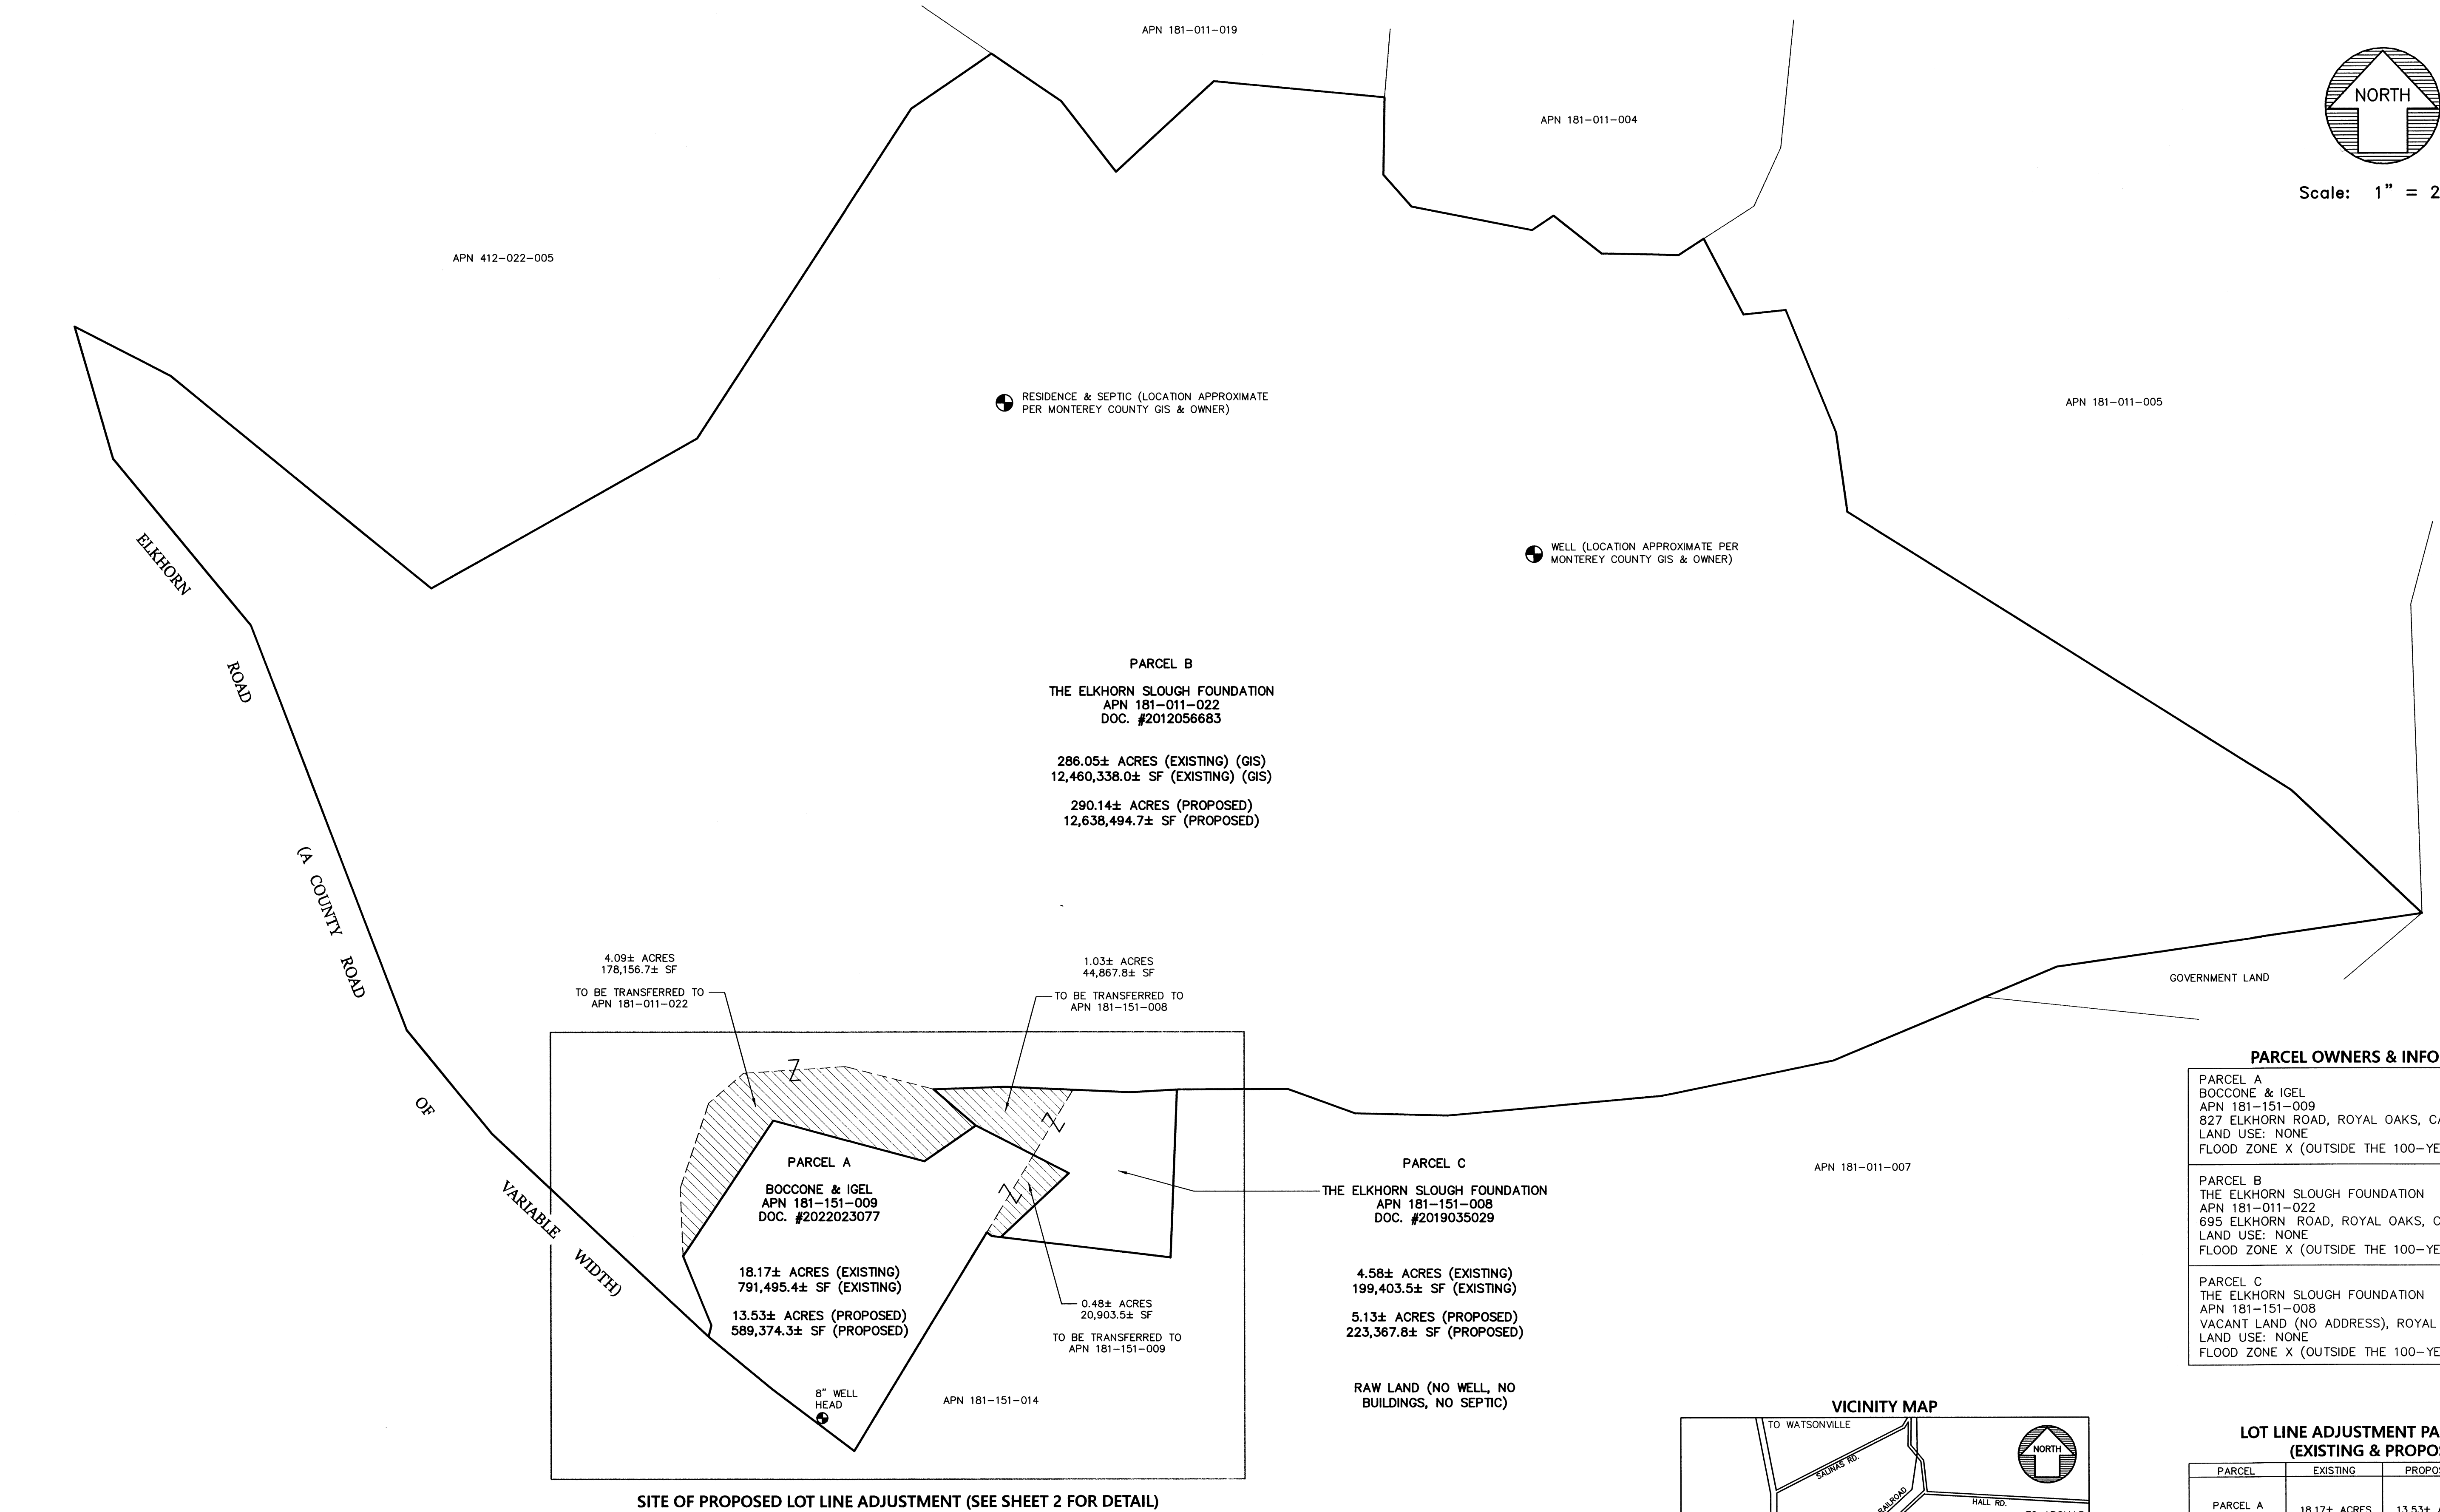 APN 181-011-019
NORTH
APN 181-011-004
Scale: 1" = 2
APN 412-022-005
RESIDENCE & SEPTIC (LOCATION APPROXIMATE
PER MONTEREY COUNTY GIS & OWNER)
APN 181-011-005
WELL (LOCATION APPROXIMATE PER
MONTEREY COUNTY GIS & OWNER)
ELKHORN
ROAD
(A COUNTY ROAD
OF
VARIABLE
WIDTH)
PARCEL B
THE ELKHORN SLOUGH FOUNDATION
APN 181-011-022
DOC. #2012056683
286.05± ACRES (EXISTING) (GIS)
12,460,338.0± SF (EXISTING) (GIS)
290.14± ACRES (PROPOSED)
12,638,494.7± SF (PROPOSED)
4.09± ACRES
178,156.7± SF
TO BE TRANSFERRED TO
APN 181-011-022
1.03± ACRES
44,867.8± SF
TO BE TRANSFERRED TO
APN 181-151-008
GOVERNMENT LAND
PARCEL A
BOCCONE & IGEL
APN 181-151-009
DOC. #2022023077
18.17± ACRES (EXISTING)
791,495.4± SF (EXISTING)
13.53± ACRES (PROPOSED)
589,374.3± SF (PROPOSED)
8" WELL
HEAD
0.48± ACRES
20,903.5± SF
TO BE TRANSFERRED TO
APN 181-151-009
APN 181-151-014
PARCEL C
THE ELKHORN SLOUGH FOUNDATION
APN 181-151-008
DOC. #2019035029
4.58± ACRES (EXISTING)
199,403.5± SF (EXISTING)
5.13± ACRES (PROPOSED)
223,367.8± SF (PROPOSED)
RAW LAND (NO WELL, NO
BUILDINGS, NO SEPTIC)
APN 181-011-007
SITE OF PROPOSED LOT LINE ADJUSTMENT (SEE SHEET 2 FOR DETAIL)
PARCEL OWNERS & INFO
PARCEL A
BOCCONE & IGEL
APN 181-151-009
827 ELKHORN ROAD, ROYAL OAKS, CA
LAND USE: NONE
FLOOD ZONE X (OUTSIDE THE 100-YE
PARCEL B
THE ELKHORN SLOUGH FOUNDATION
APN 181-011-022
695 ELKHORN ROAD, ROYAL OAKS, C
LAND USE: NONE
FLOOD ZONE X (OUTSIDE THE 100-YE
PARCEL C
THE ELKHORN SLOUGH FOUNDATION
APN 181-151-008
VACANT LAND (NO ADDRESS), ROYAL
LAND USE: NONE
FLOOD ZONE X (OUTSIDE THE 100-YE
VICINITY MAP
TO WATSONVILLE
SALINAS RD.
NORTH
RAILROAD
HALL RD.
LOT LINE ADJUSTMENT PA
(EXISTING & PROPOS
PARCEL EXISTING PROPO
PARCEL A 18.17± ACRES 13.53± A